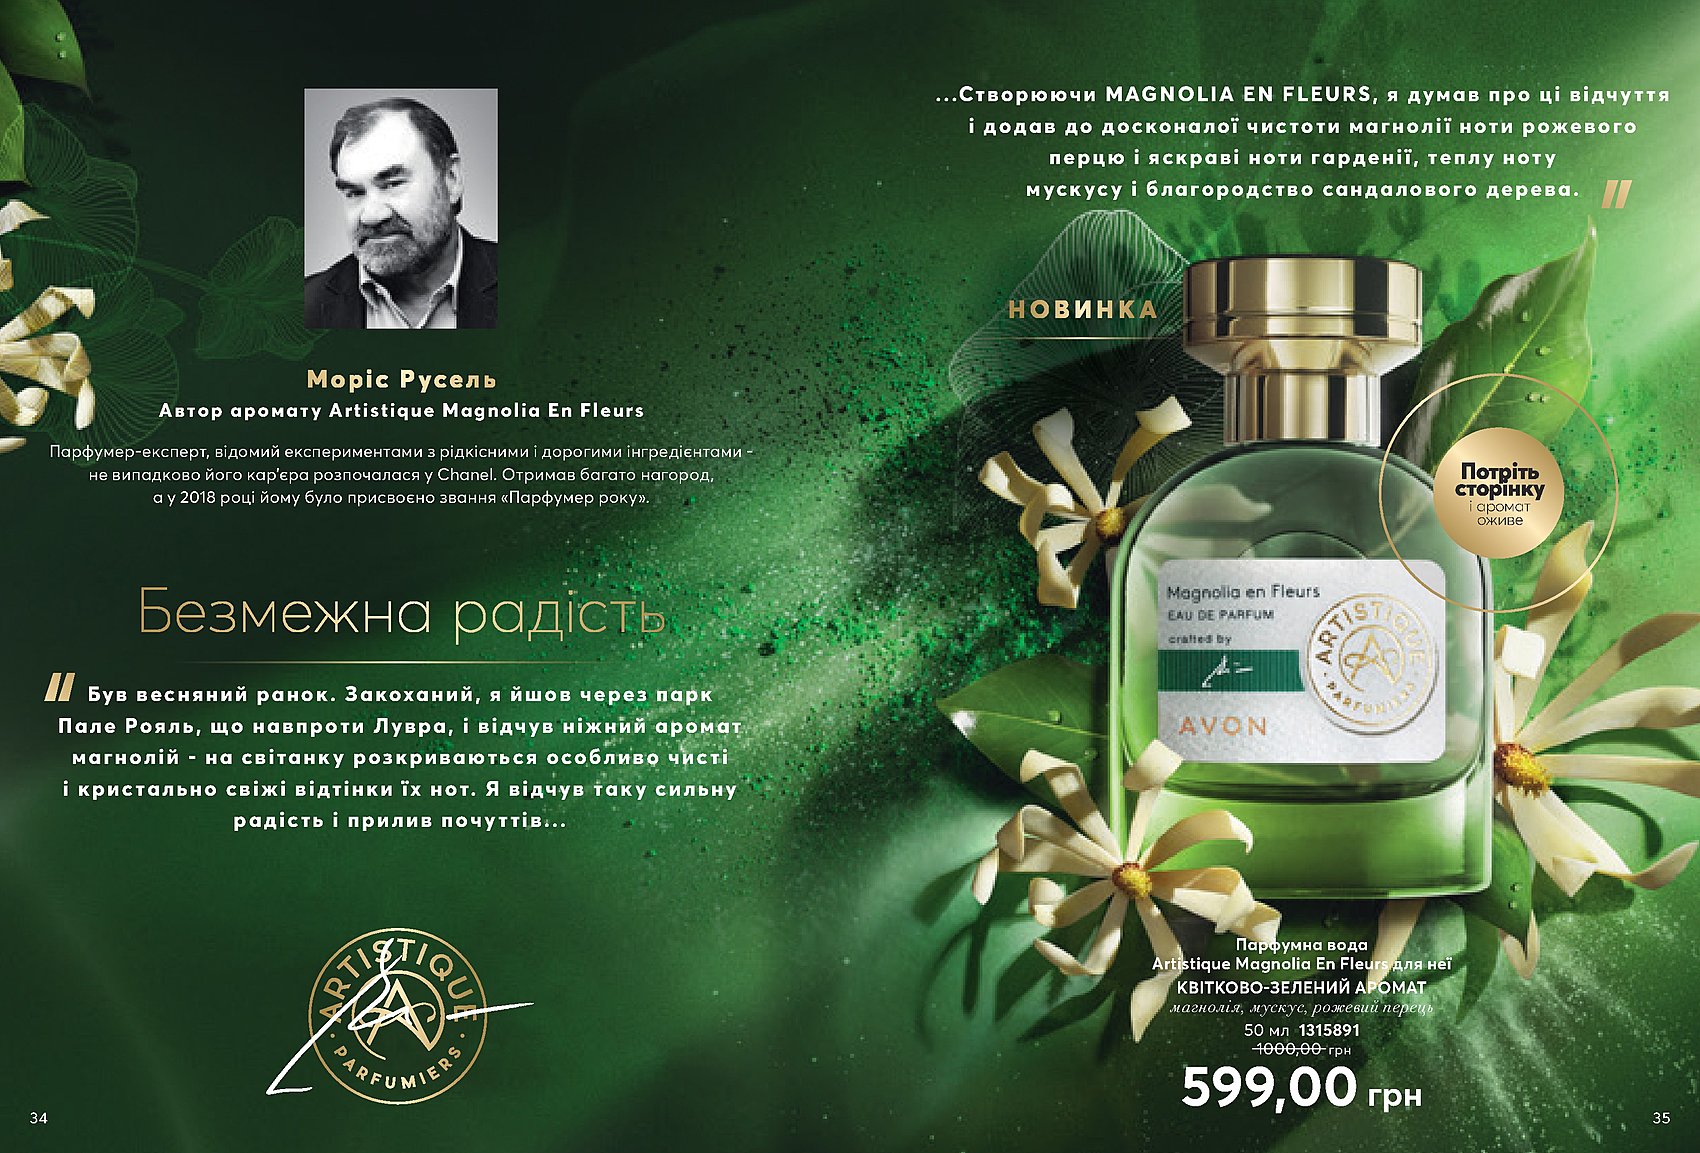 Моріс Русель
Автор аромату Artistique Magnolia En Fleurs
Парфумер-експерт, відомий експериментами з рідкісними і дорогими інгредієнтами -
не випадково його кар'єра розпочалася у Chanel. Отримав багато нагород,
а у 2018 році йому було присвоєно звання «Парфумер року».
Безмежна радість
" Був весняний ранок. Закоханий, я йшов через парк
Пале Рояль, що навпроти Лувра, і відчув ніжний аромат
магнолій - на світанку розкриваються особливо чисті
і кристально свіжі відтінки їх нот. Я відчув таку сильну
радість і прилив почуттів...
ARTISTIQUE
· PARFUMIERS ·
34
...Створюючи MAGNOLIA EN FLEURS, я думав про ці відчуття
і додав до досконалої чистоти магнолії ноти рожевого
перцю і яскраві ноти гарденії, теплу ноту
мускусу і благородство сандалового дерева. "
НОВИНКА
Потріть
сторінку
і аромат
оживе
Magnolia en Fleurs
EAU DE PARFUM
crafted by
ARTISTIQUE
· PARFUMIERS ·
AVON
Парфумна вода
Artistique Magnolia En Fleurs для неї
КВІТКОВО-ЗЕЛЕНИЙ АРОМАТ
магнолія, мускус, рожевий перець
50 мл 1315891
1000,00 грн
599,00 грн
35